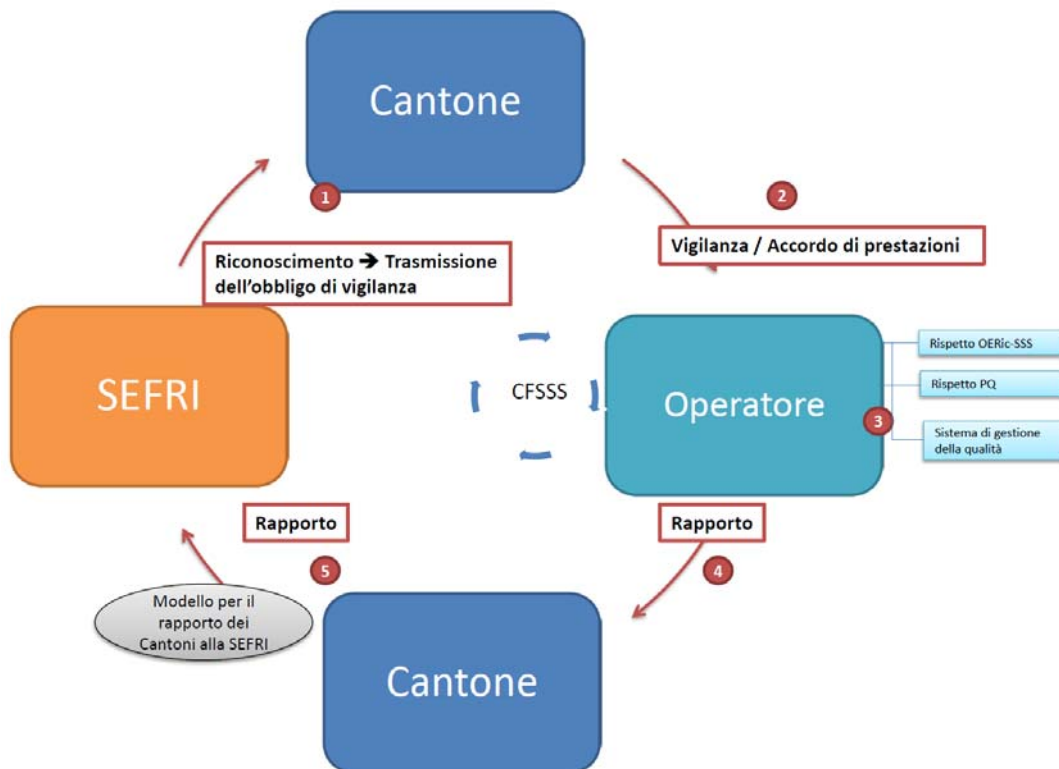 Cantone
1
2
Riconoscimento ➔ Trasmissione
dell'obbligo di vigilanza
Vigilanza / Accordo di prestazioni
SEFRI
CFSSS
Operatore
3
Rispetto OERic-SSS
Rispetto PQ
Sistema di gestione
della qualità
Rapporto
Rapporto
5
4
Modello per il
rapporto dei
Cantoni alla SEFRI
Cantone